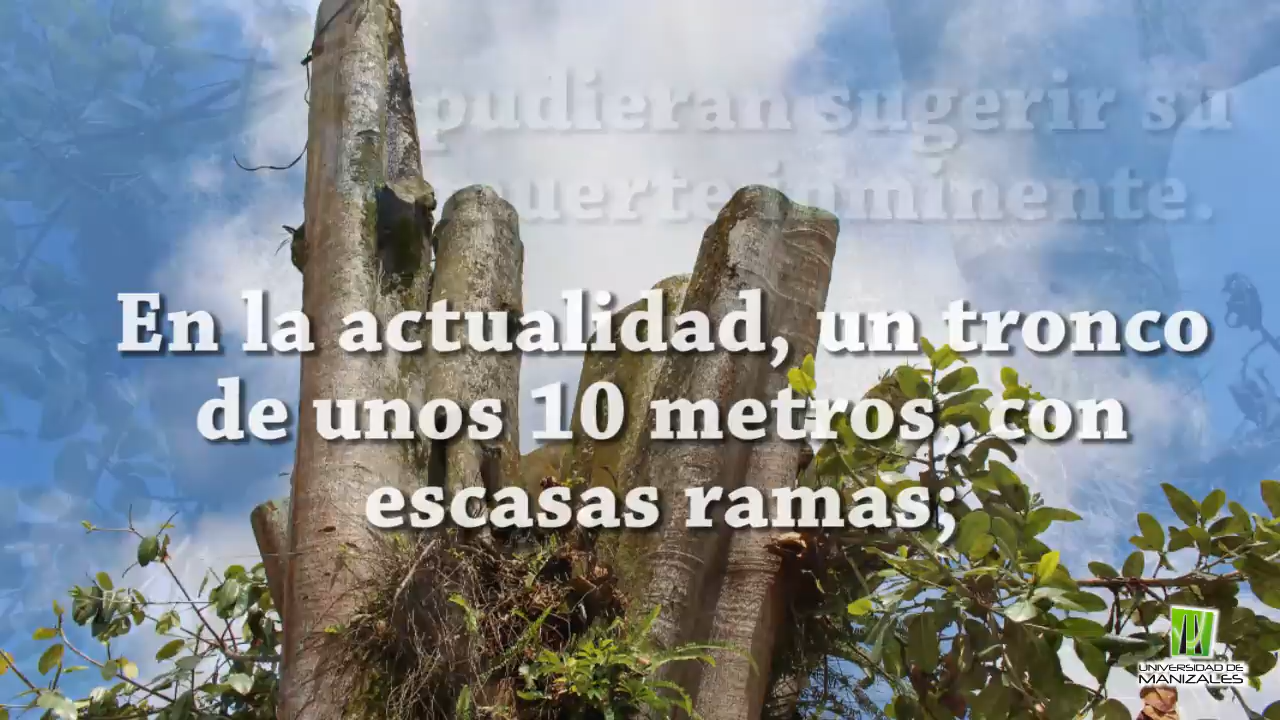 pudieran sugerir su
muerte inminente.
En la actualidad, un tronco
de unos 10 metros, con
escasas ramas;
UNIVERSIDAD DE
MANIZALES